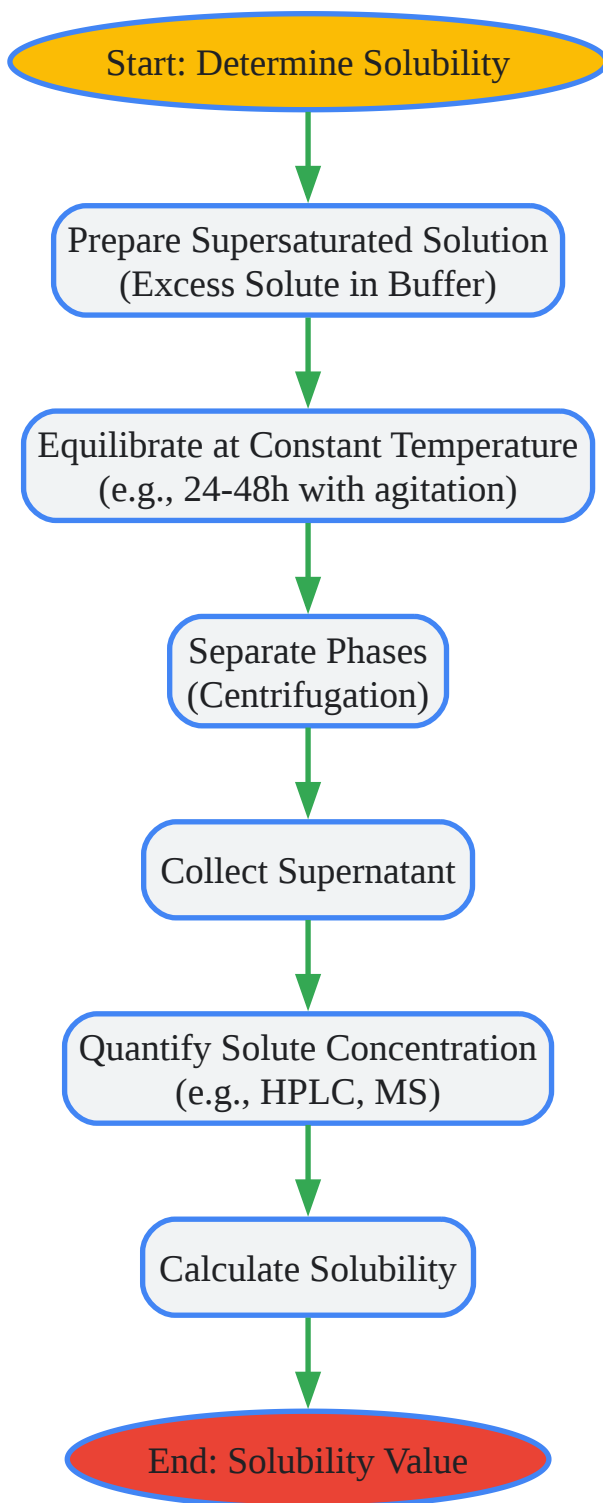 Start: Determine Solubility
Prepare Supersaturated Solution
(Excess Solute in Buffer)
Equilibrate at Constant Temperature
(e.g., 24-48h with agitation)
Separate Phases
(Centrifugation)
Collect Supernatant
Quantify Solute Concentration
(e.g., HPLC, MS)
Calculate Solubility
End: Solubility Value